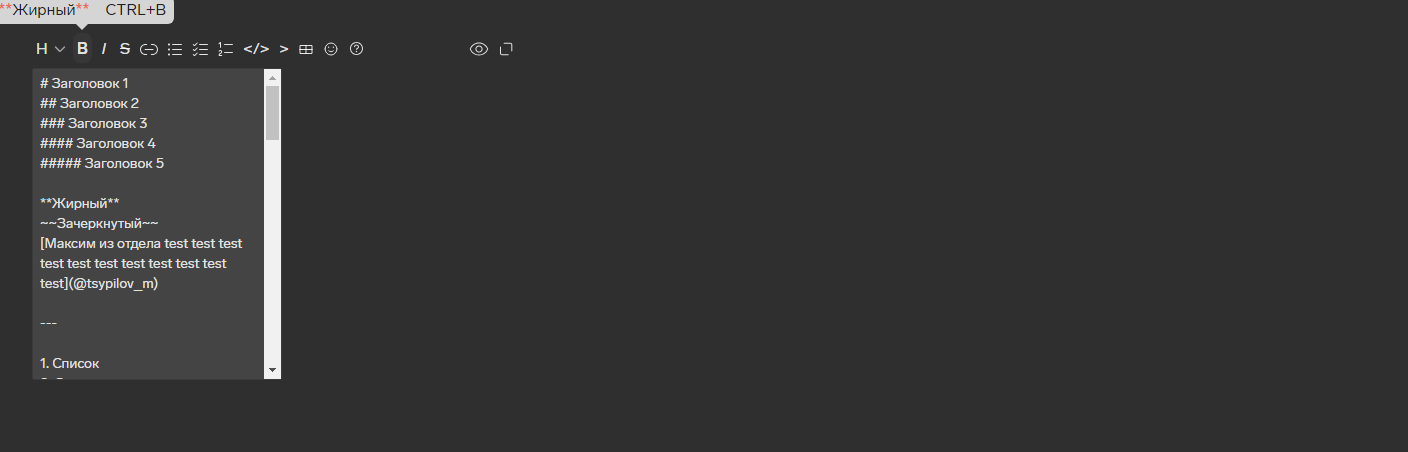 **Жирный** CTRL+B
H B I S </> >
# Заголовок 1
## Заголовок 2
### Заголовок 3
#### Заголовок 4
##### Заголовок 5
**Жирный**
~~Зачеркнутый~~
[Максим из отдела test test test
test test test test test test test
test](@tsypilov_m)
---
1. Список